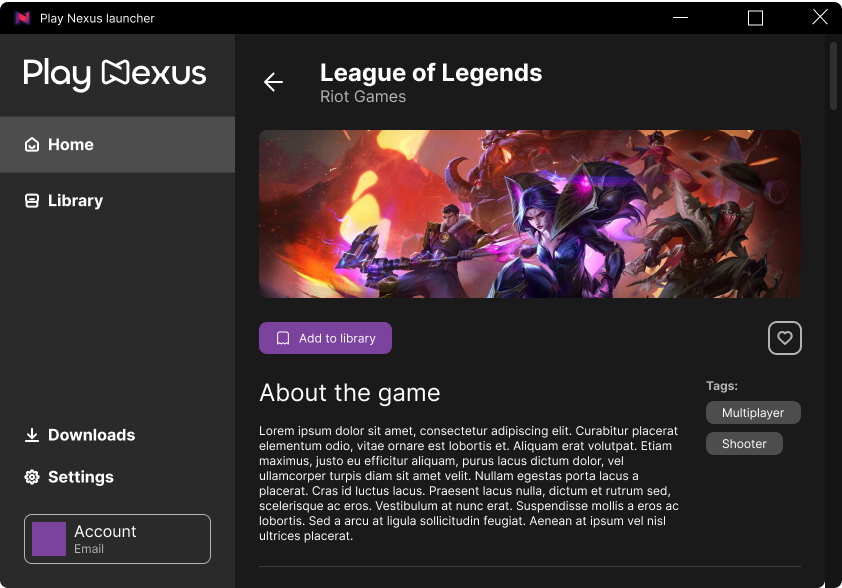 Play Nexus launcher
Play Nexus
Home
Library
Downloads
Settings
Account
Email
League of Legends
Riot Games
Add to library
About the game
Lorem ipsum dolor sit amet, consectetur adipiscing elit. Curabitur placerat
elementum odio, vitae ornare est lobortis et. Aliquam erat volutpat. Etiam
maximus, justo eu efficitur aliquam, purus lacus dictum dolor, vel
ullamcorper turpis diam sit amet velit. Nullam egestas porta lacus a
placerat. Cras id luctus lacus. Praesent lacus nulla, dictum et rutrum sed,
scelerisque ac eros. Vestibulum at nunc erat. Suspendisse mollis a eros ac
lobortis. Sed a arcu at ligula sollicitudin feugiat. Aenean at ipsum vel nisl
ultrices placerat.
Tags:
Multiplayer
Shooter